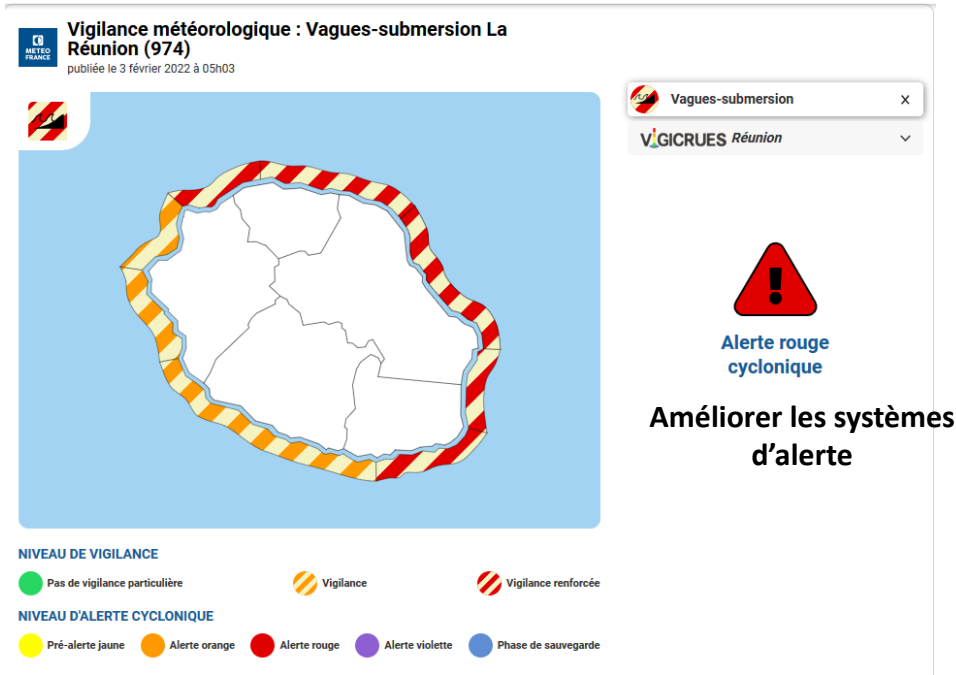 METEO
FRANCE
Vigilance météorologique : Vagues-submersion La
Réunion (974)
publiée le 3 février 2022 à 05h03
Vagues-submersion X
VIGICRUES Réunion
Alerte rouge
cyclonique
Améliorer les systèmes
d’alerte
NIVEAU DE VIGILANCE
Pas de vigilance particulière
Vigilance
Vigilance renforcée
NIVEAU D'ALERTE CYCLONIQUE
Pré-alerte jaune
Alerte orange
Alerte rouge
Alerte violette
Phase de sauvegarde